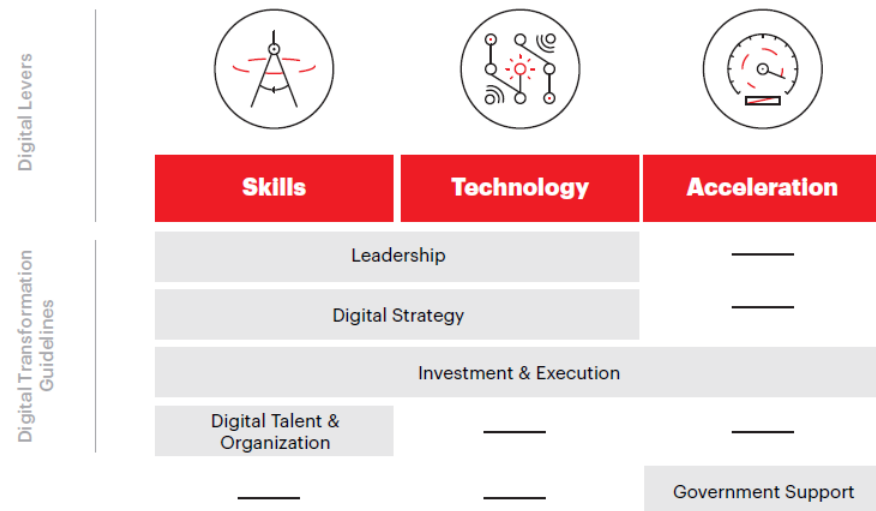 Digital Levers
Skills
Technology
Acceleration
Digital Transformation
Guidelines
Leadership
Digital Strategy
Investment & Execution
Digital Talent &
Organization
Government Support